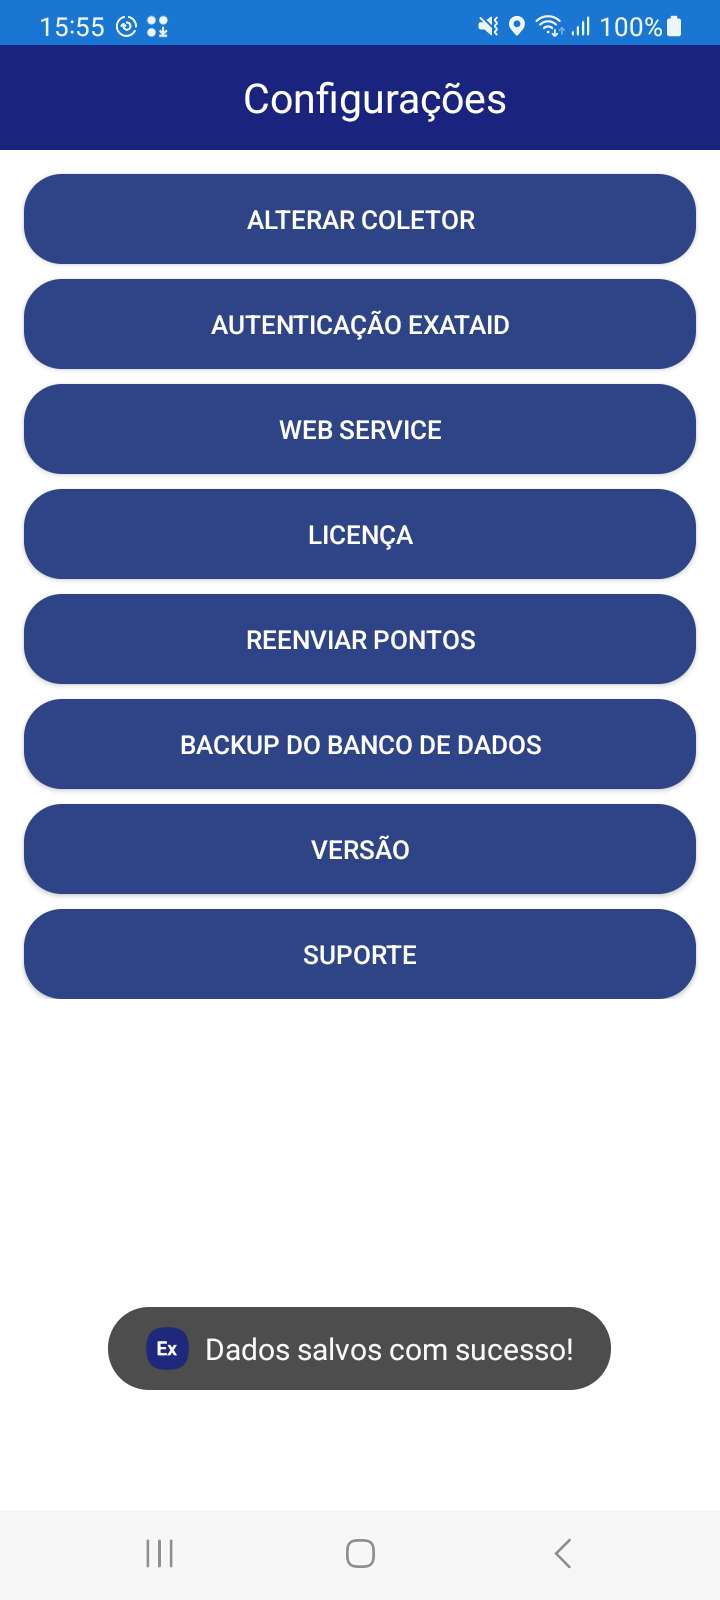 15:55 100%
Configurações
ALTERAR COLETOR
AUTENTICAÇÃO EXATAID
WEB SERVICE
LICENÇA
REENVIAR PONTOS
BACKUP DO BANCO DE DADOS
VERSÃO
SUPORTE
Ex Dados salvos com sucesso!